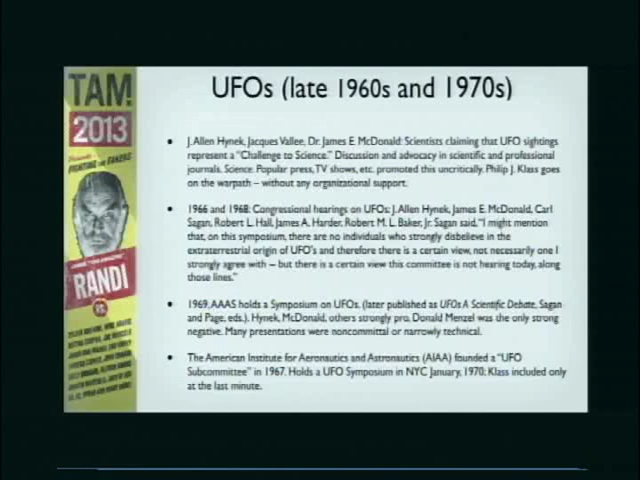 TAM!
2013
FIGHTING THE FAKERS
RANDI
UFOs (late 1960s and 1970s)
• J. Allen Hynek, Jacques Vallee, Dr. James E. McDonald: Scientists claiming that UFO sightings
represent a “Challenge to Science.” Discussion and advocacy in scientific and professional
journals. Science. Popular press, TV shows, etc. promoted this uncritically. Philip J. Klass goes
on the warpath – without any organizational support.
• 1966 and 1968: Congressional hearings on UFOs: J. Allen Hynek, James E. McDonald, Carl
Sagan, Robert L. Hall, James A. Harder, Robert M. L. Baker, Jr. Sagan said, “I might mention
that, on this symposium, there are no individuals who strongly disbelieve in the
extraterrestrial origin of UFO's and therefore there is a certain view, not necessarily one I
strongly agree with – but there is a certain view this committee is not hearing today, along
those lines.”
• 1969, AAAS holds a Symposium on UFOs. (later published as UFOs A Scientific Debate, Sagan
and Page, eds.). Hynek, McDonald, others strongly pro, Donald Menzel was the only strong
negative. Many presentations were noncommittal or narrowly technical.
• The American Institute for Aeronautics and Astronautics (AIAA) founded a “UFO
Subcommittee” in 1967. Holds a UFO Symposium in NYC January, 1970: Klass included only
at the last minute.